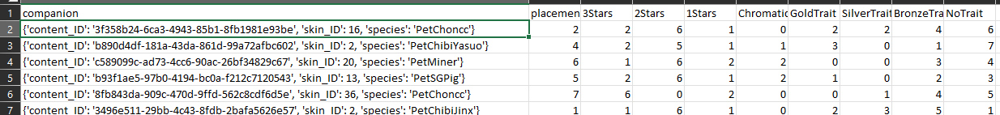 1 companion placemen 3Stars 2Stars 1Stars Chromatic GoldTrait SilverTrait BronzeTra NoTrait
2 {'content_ID': '3f358b24-6ca3-4943-85b1-8fb1981e93be', 'skin_ID': 16, 'species': 'PetChoncc'} 2 2 6 1 0 2 2 4 6
3 {'content_ID': 'b890d4df-181a-43da-861d-99a72afbc602', 'skin_ID': 2, 'species': 'PetChibiYasuo'} 4 2 5 1 1 3 0 1 7
4 {'content_ID': 'c589099c-ad73-4cc6-90ac-26bf34829c67', 'skin_ID': 20, 'species': 'PetMiner'} 6 1 6 2 2 0 0 3 4
5 {'content_ID': 'b93f1ae5-97b0-4194-bc0a-f212c7120543', 'skin_ID': 13, 'species': 'PetSGPig'} 5 2 6 1 2 1 0 2 3
6 {'content_ID': '8fb843da-909c-470d-9ffd-562c8cdf6d5e', 'skin_ID': 36, 'species': 'PetChoncc'} 7 6 0 2 0 0 1 4 5
7 {'content_ID': '3496e511-29bb-4c43-8fdb-2bafa5626e57', 'skin_ID': 2, 'species': 'PetChibiJinx'} 1 1 6 1 0 2 3 5 1